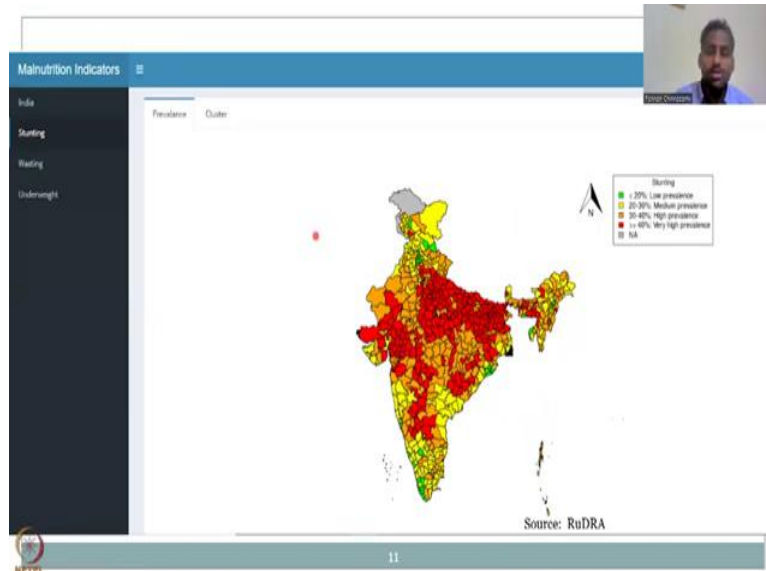 Malnutrition Indicators
India
Stunting
Wasting
Underweight
Prevalance
Cluster
N
Stunting
< 20%: Low prevalence
20-30%: Medium prevalence
30-40%: High prevalence
>= 40%: Very high prevalence
NA
Source: RuDRA
11